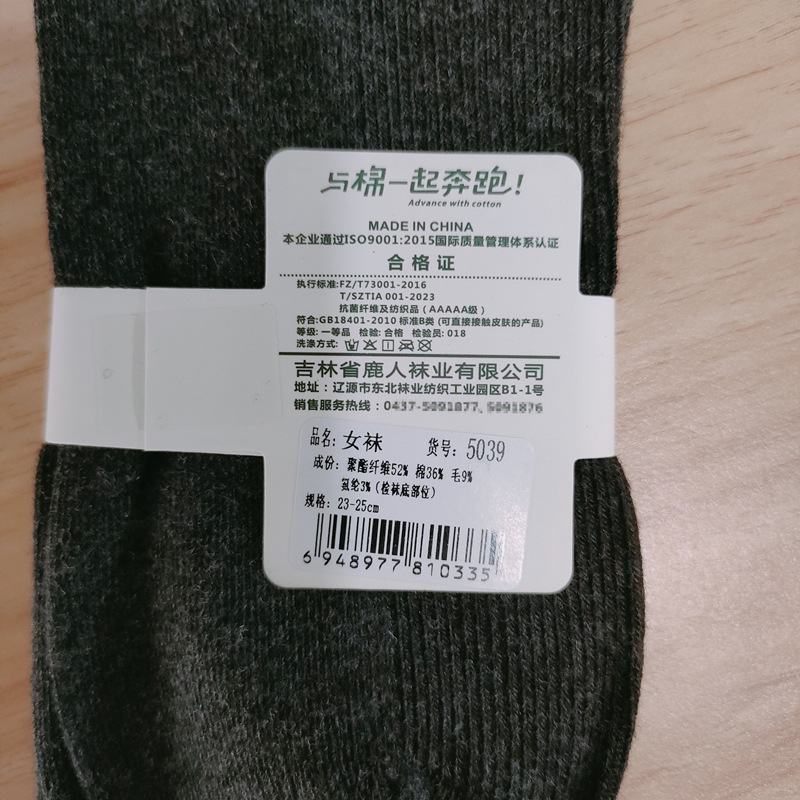 与棉一起奔跑!
Advance with cotton
MADE IN CHINA
本企业通过ISO9001:2015国际质量管理体系认证
合格证
执行标准:FZ/T73001-2016
T/SZTIA 001-2023
抗菌纤维及纺织品（AAAAA级）
符合:GB18401-2010 标准B类 (可直接接触皮肤的产品)
等级: 一等品 检验: 合格 检验员: 018
洗涤方式:
吉林省鹿人袜业有限公司
地址：辽源市东北袜业纺织工业园区B1-1号
销售服务热线：0437-5091877、5091876
品名: 女袜 货号: 5039
成份: 聚酯纤维52% 棉36% 毛9%
氨纶3%(检袜底部位)
规格: 23-25cm
6 948977 810335